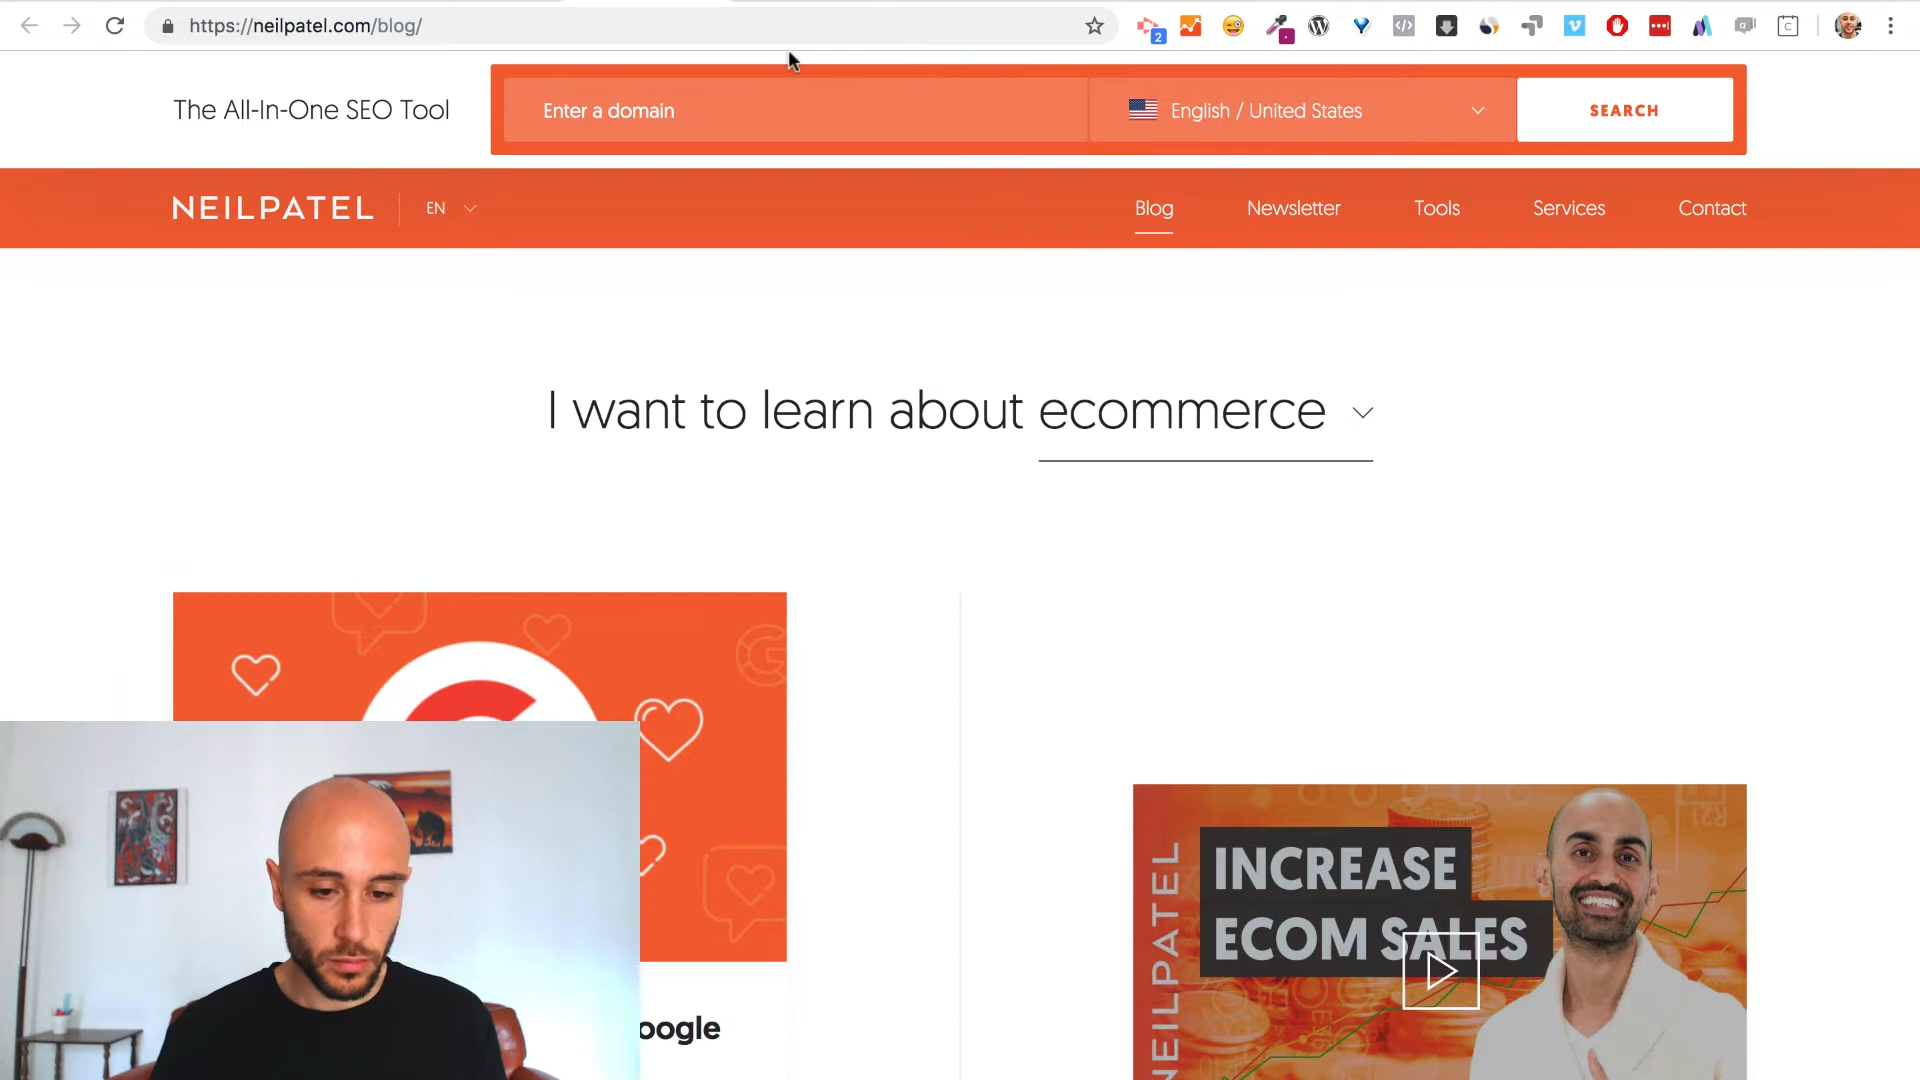 https://neilpatel.com/blog/
2
The All-In-One SEO Tool
Enter a domain
English / United States
SEARCH
NEILPATEL
EN
Blog
Newsletter
Tools
Services
Contact
I want to learn about ecommerce
oogle
NEILPATEL
INCREASE
ECOM SALES